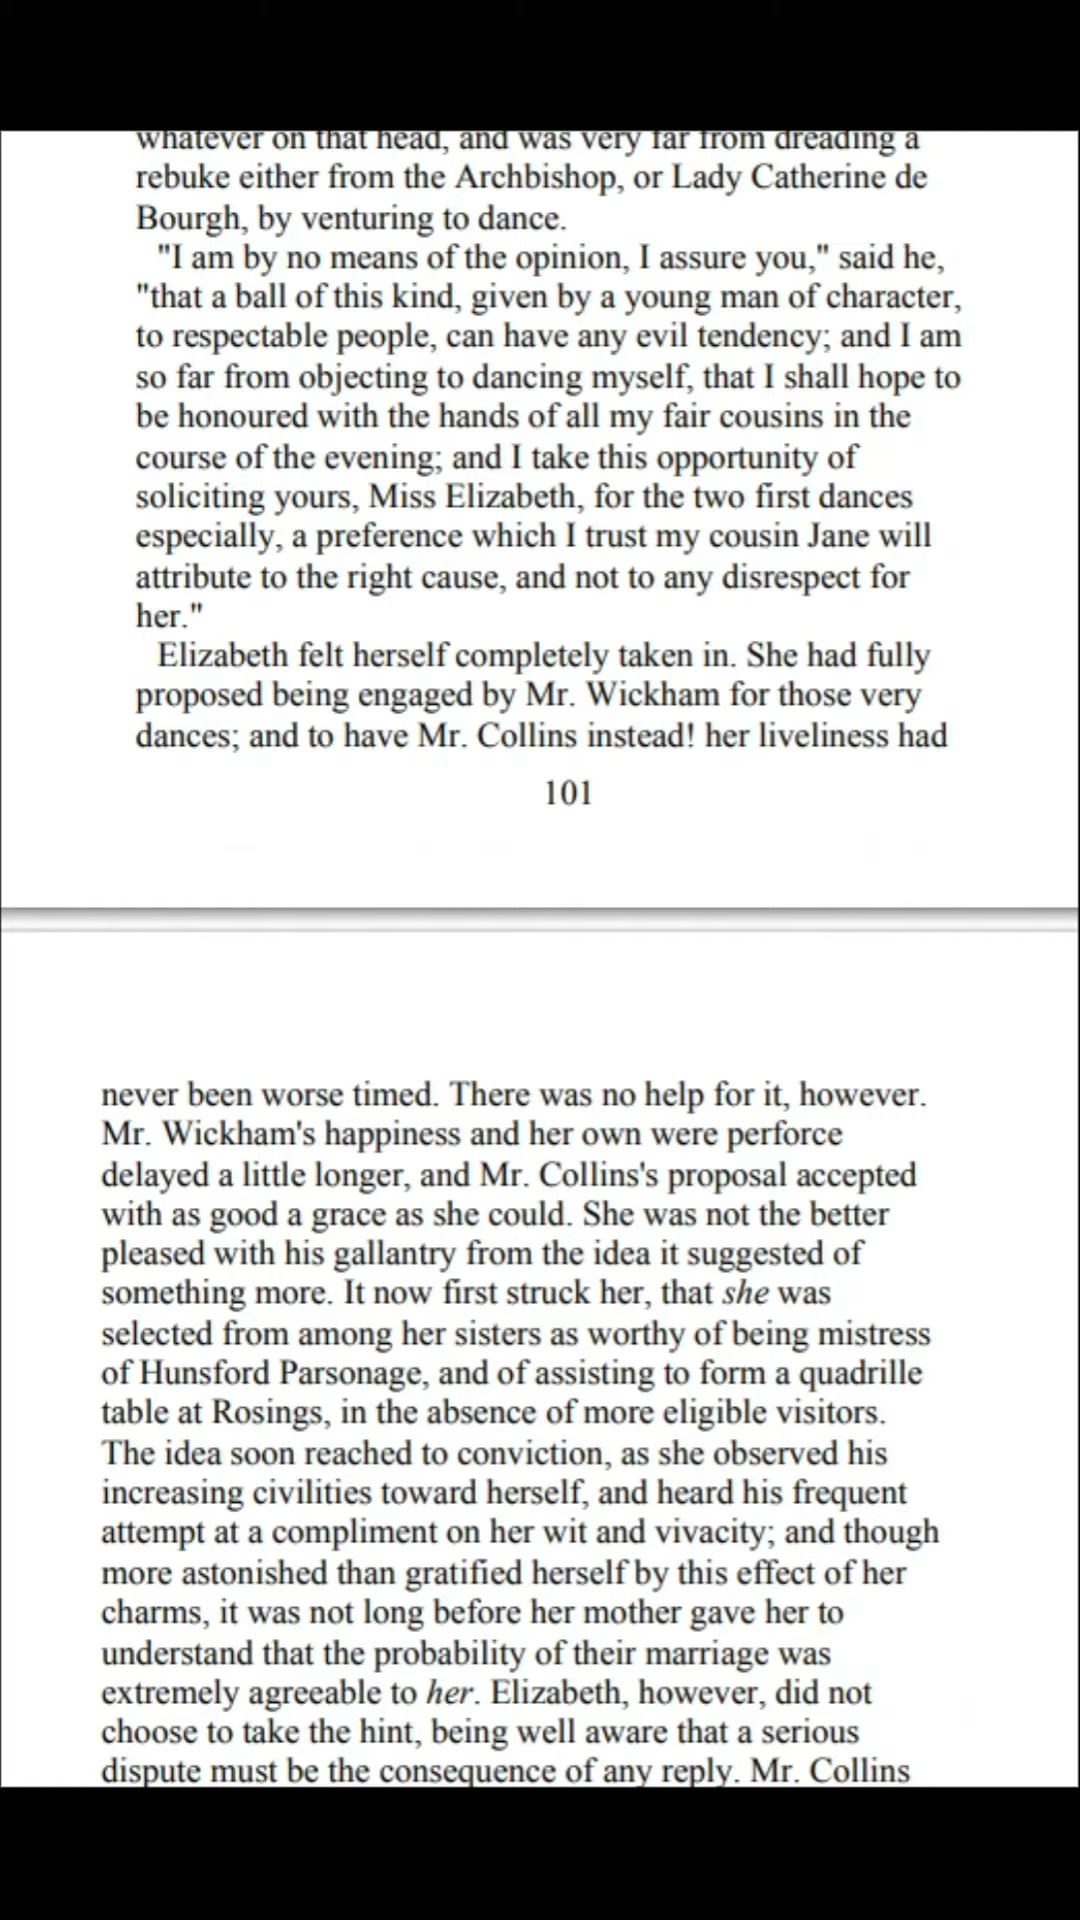 whatever on that head, and was very far from dreading a
rebuke either from the Archbishop, or Lady Catherine de
Bourgh, by venturing to dance.
"I am by no means of the opinion, I assure you," said he,
"that a ball of this kind, given by a young man of character,
to respectable people, can have any evil tendency; and I am
so far from objecting to dancing myself, that I shall hope to
be honoured with the hands of all my fair cousins in the
course of the evening; and I take this opportunity of
soliciting yours, Miss Elizabeth, for the two first dances
especially, a preference which I trust my cousin Jane will
attribute to the right cause, and not to any disrespect for
her."
Elizabeth felt herself completely taken in. She had fully
proposed being engaged by Mr. Wickham for those very
dances; and to have Mr. Collins instead! her liveliness had
101
never been worse timed. There was no help for it, however.
Mr. Wickham's happiness and her own were perforce
delayed a little longer, and Mr. Collins's proposal accepted
with as good a grace as she could. She was not the better
pleased with his gallantry from the idea it suggested of
something more. It now first struck her, that she was
selected from among her sisters as worthy of being mistress
of Hunsford Parsonage, and of assisting to form a quadrille
table at Rosings, in the absence of more eligible visitors.
The idea soon reached to conviction, as she observed his
increasing civilities toward herself, and heard his frequent
attempt at a compliment on her wit and vivacity; and though
more astonished than gratified herself by this effect of her
charms, it was not long before her mother gave her to
understand that the probability of their marriage was
extremely agreeable to her. Elizabeth, however, did not
choose to take the hint, being well aware that a serious
dispute must be the consequence of any reply. Mr. Collins